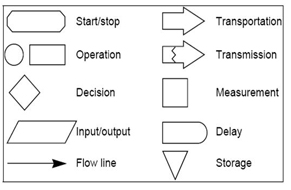 Start/stop
Transportation
Operation
Transmission
Decision
Measurement
Input/output
Delay
Flow line
Storage